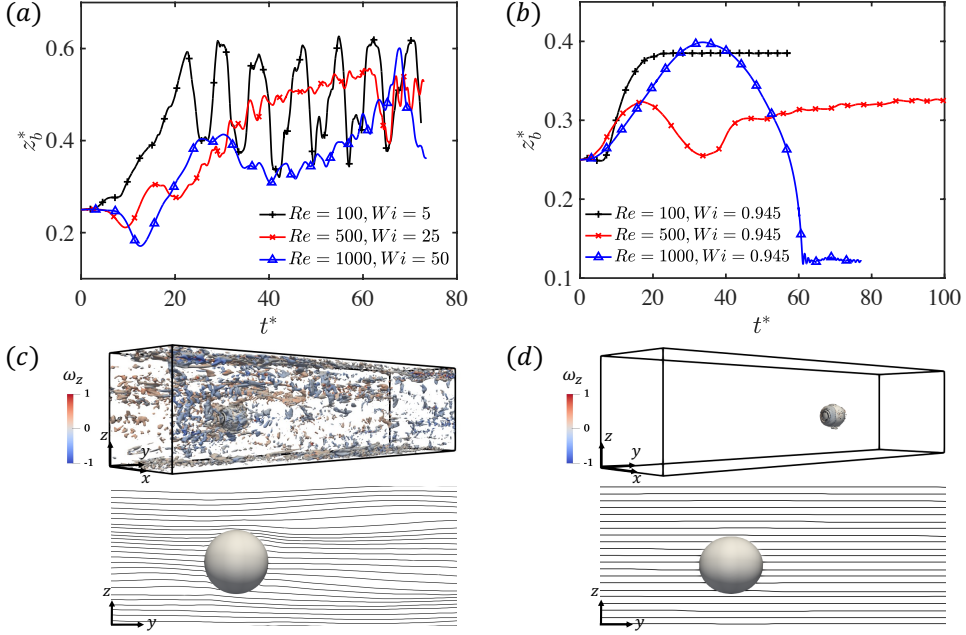 (a)
0.6
0.4
0.2
z_b^*
0
20
40
60
80
t^*
Re = 100, Wi = 5
Re = 500, Wi = 25
Re = 1000, Wi = 50
(b)
0.4
0.3
0.2
0.1
z_b^*
0
20
40
60
80
100
t^*
Re = 100, Wi = 0.945
Re = 500, Wi = 0.945
Re = 1000, Wi = 0.945
(c)
ω_z
1
0
-1
z
y
x
z
y
(d)
ω_z
1
0
-1
z
y
x
z
y